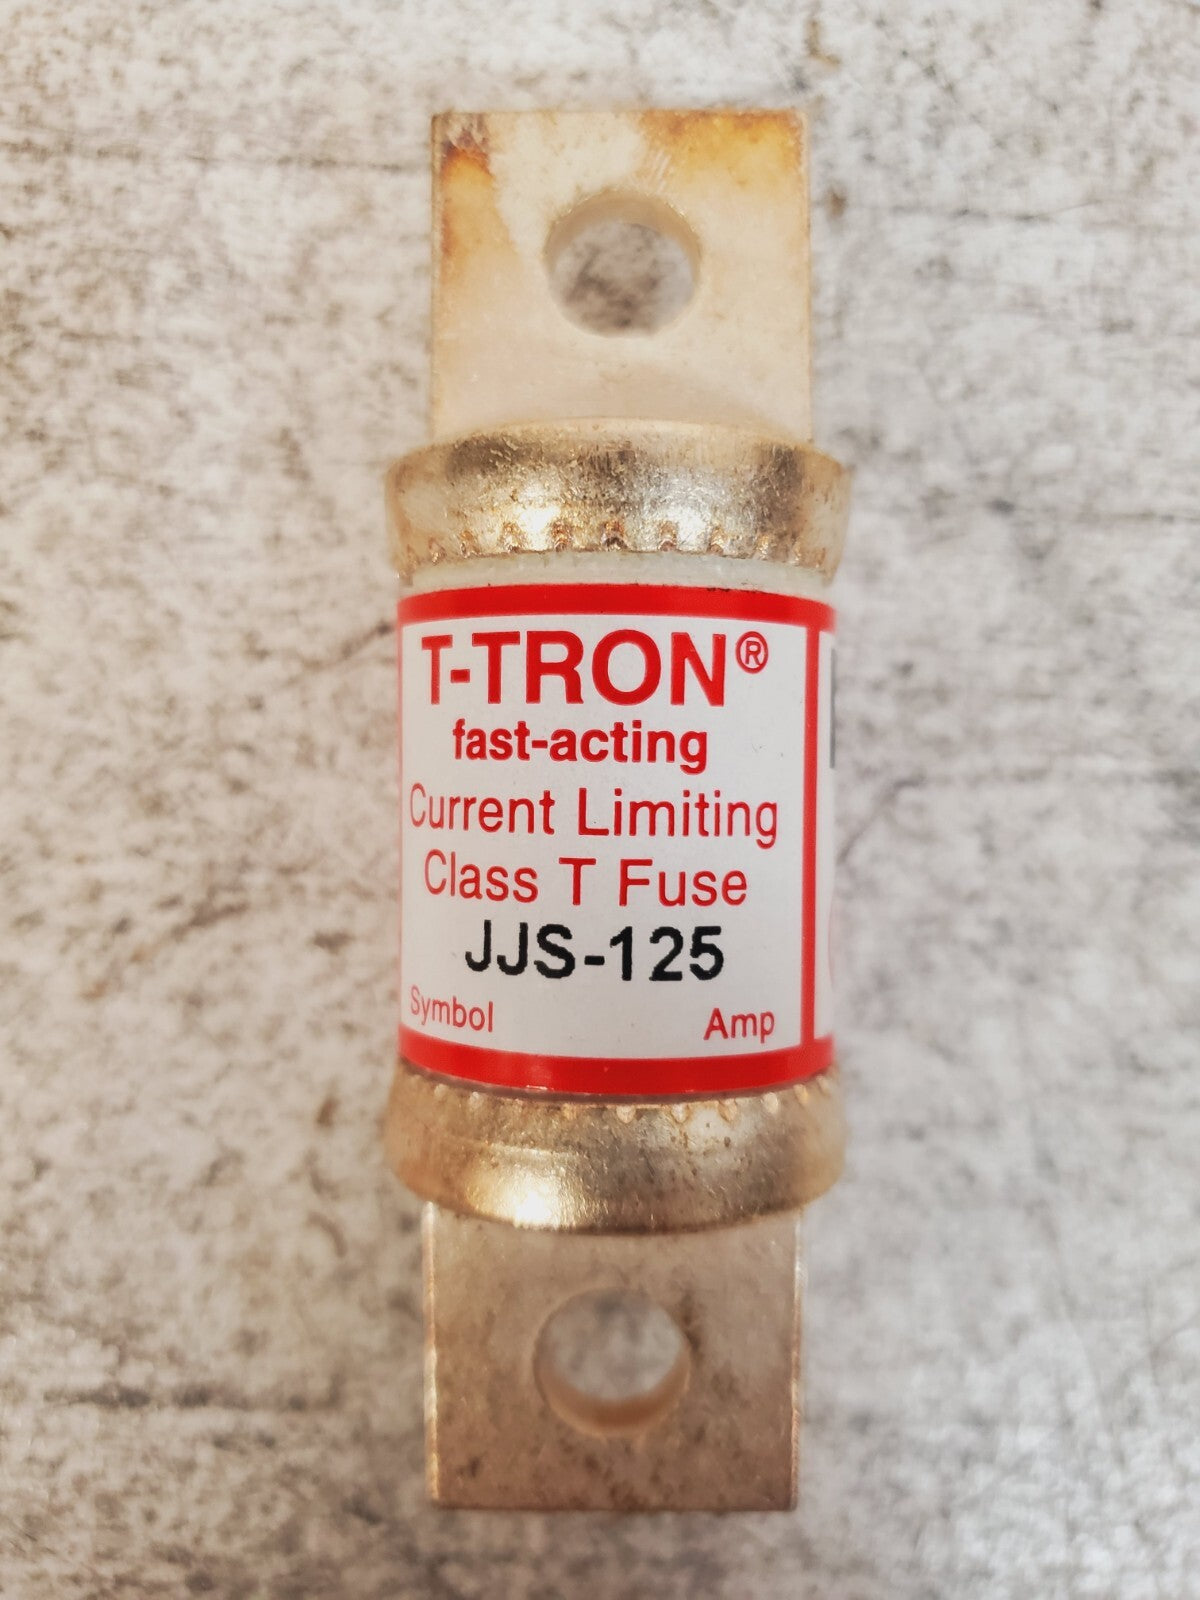 T-TRON®
fast-acting
Current Limiting
Class T Fuse
JJS-125
Symbol Amp